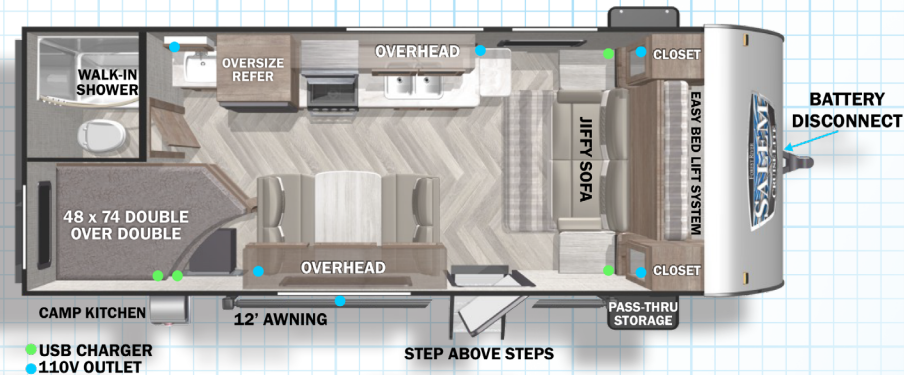 OVERHEAD
CLOSET
OVERSIZE
REFER
WALK-IN
SHOWER
BATTERY
DISCONNECT
JIFFY SOFA
EASY BED LIFT SYSTEM
SALEM
48 x 74 DOUBLE
OVER DOUBLE
OVERHEAD
CLOSET
CAMP KITCHEN
12' AWNING
PASS-THRU
STORAGE
STEP ABOVE STEPS
USB CHARGER
110V OUTLET